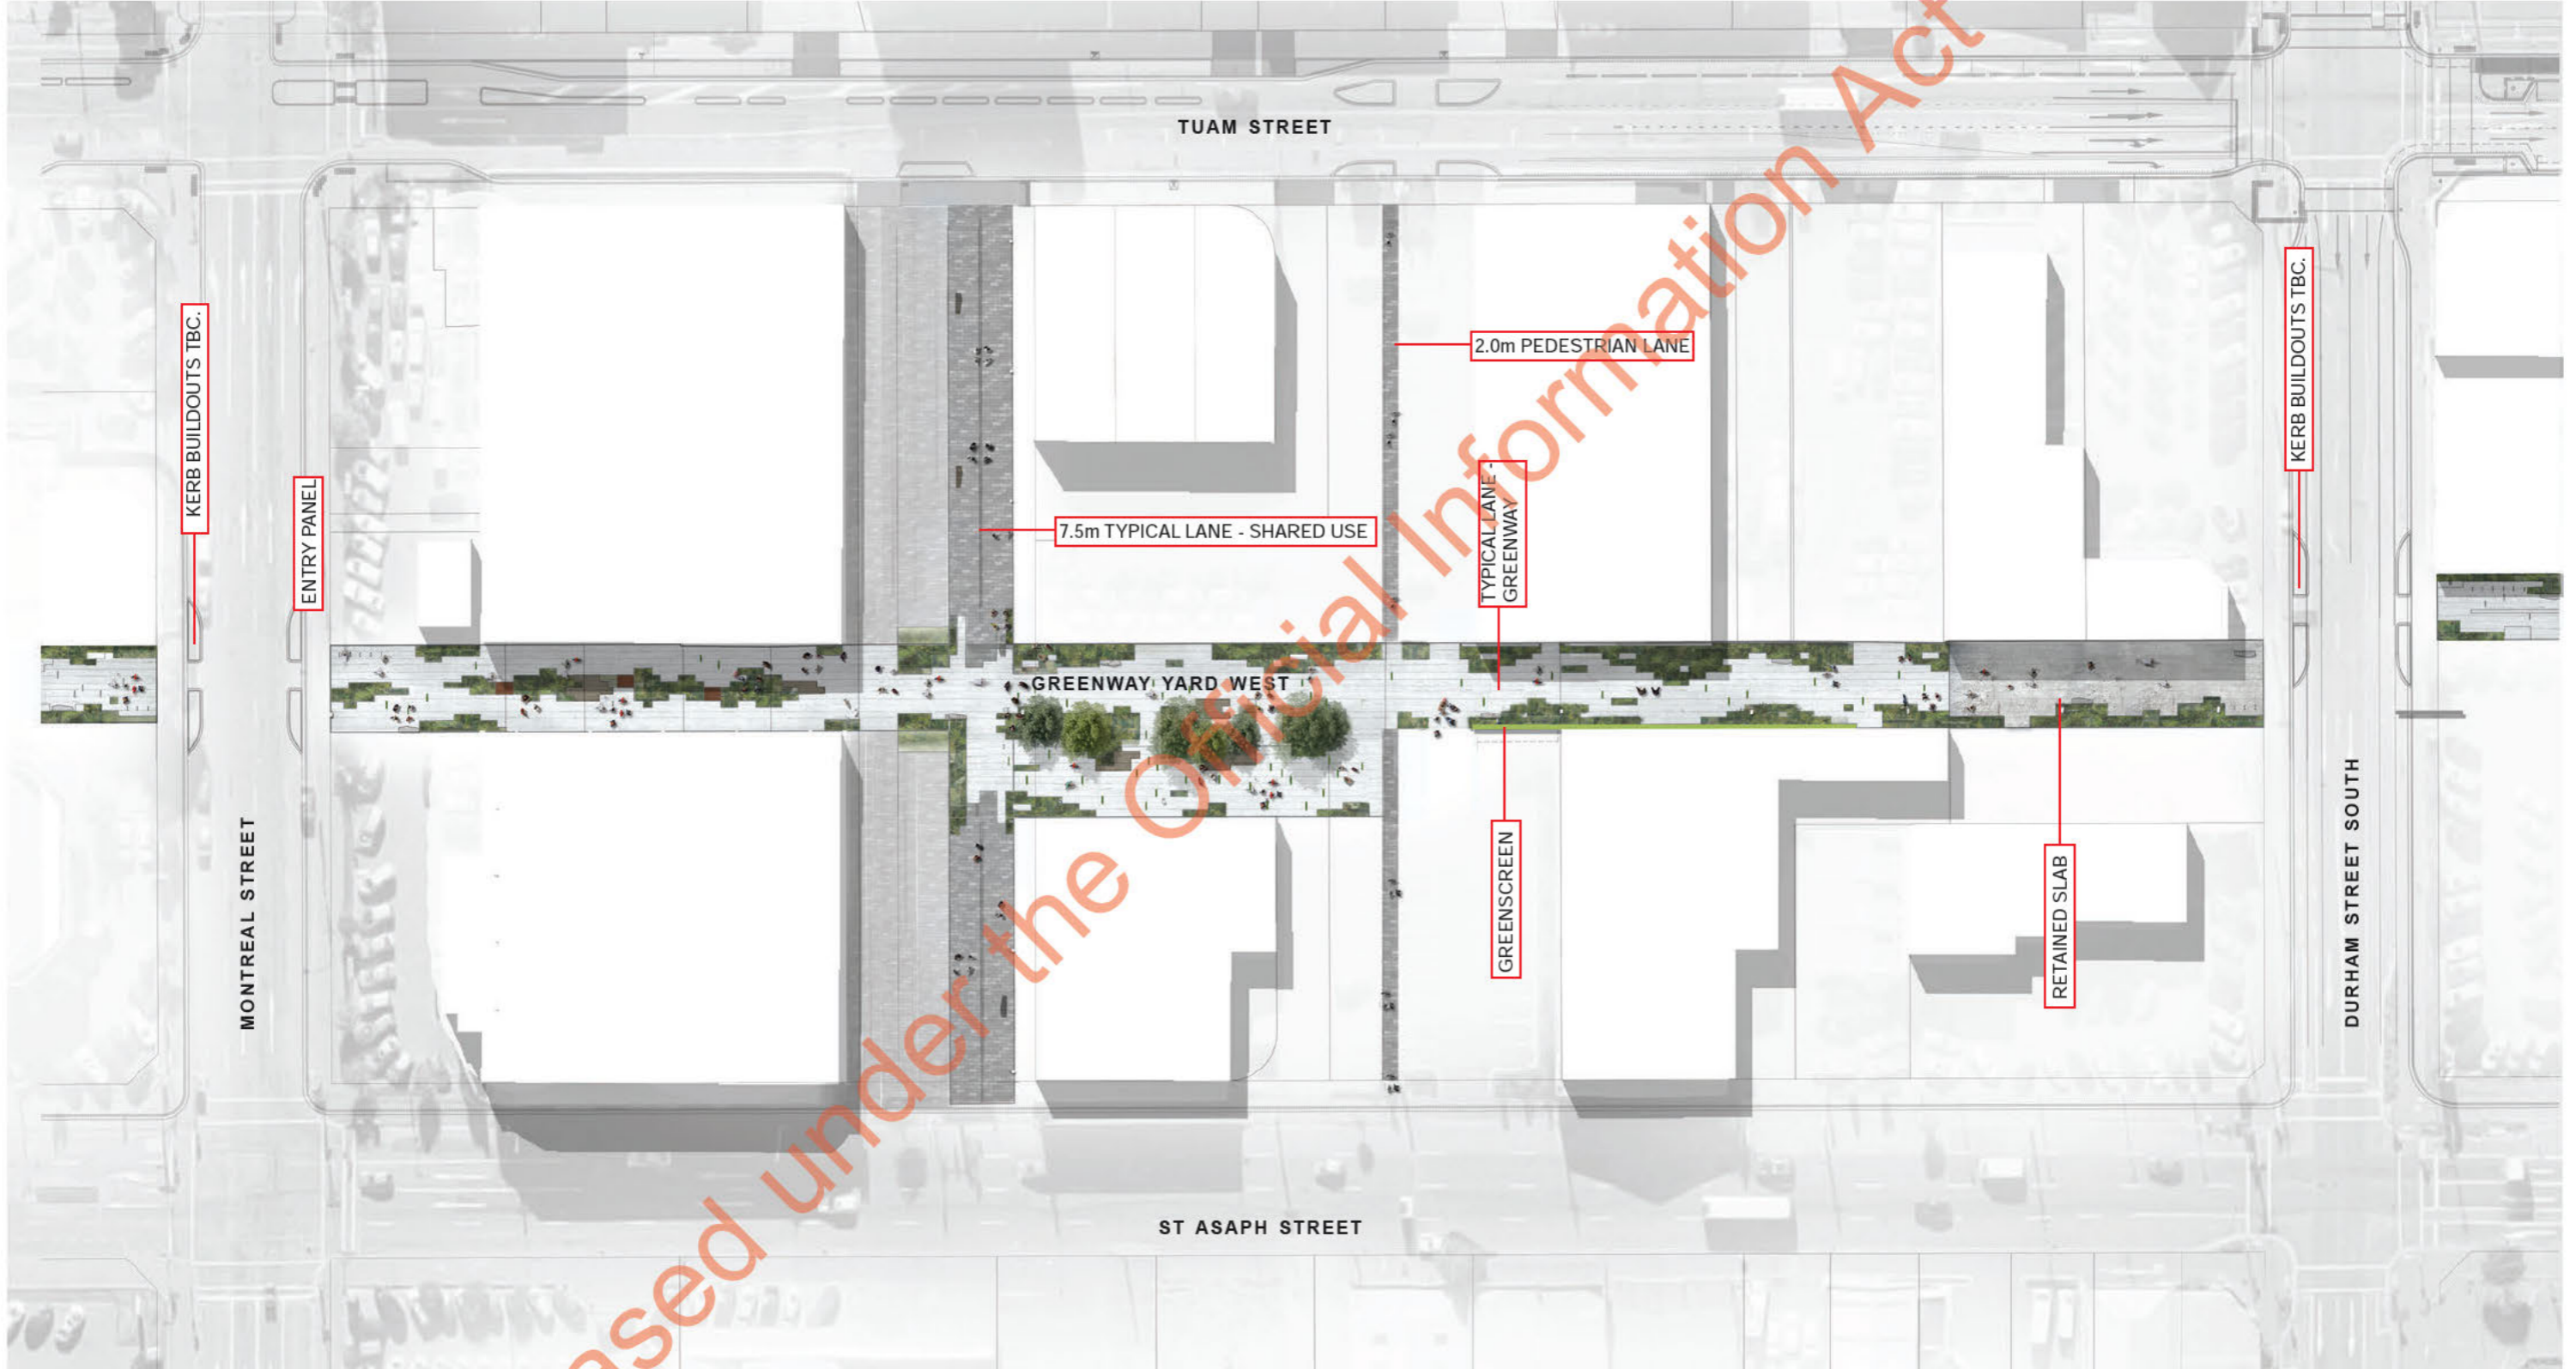 TUAM STREET
KERB BUILDOUTS TBC.
KERB BUILDOUTS TBC.
2.0m PEDESTRIAN LANE
ENTRY PANEL
TYPICAL LANE -
GREENWAY
7.5m TYPICAL LANE - SHARED USE
GREENWAY YARD WEST
MONTREAL STREET
GREENSCREEN
RETAINED SLAB
DURHAM STREET SOUTH
ST ASAPH STREET
ased under the Official Information Act